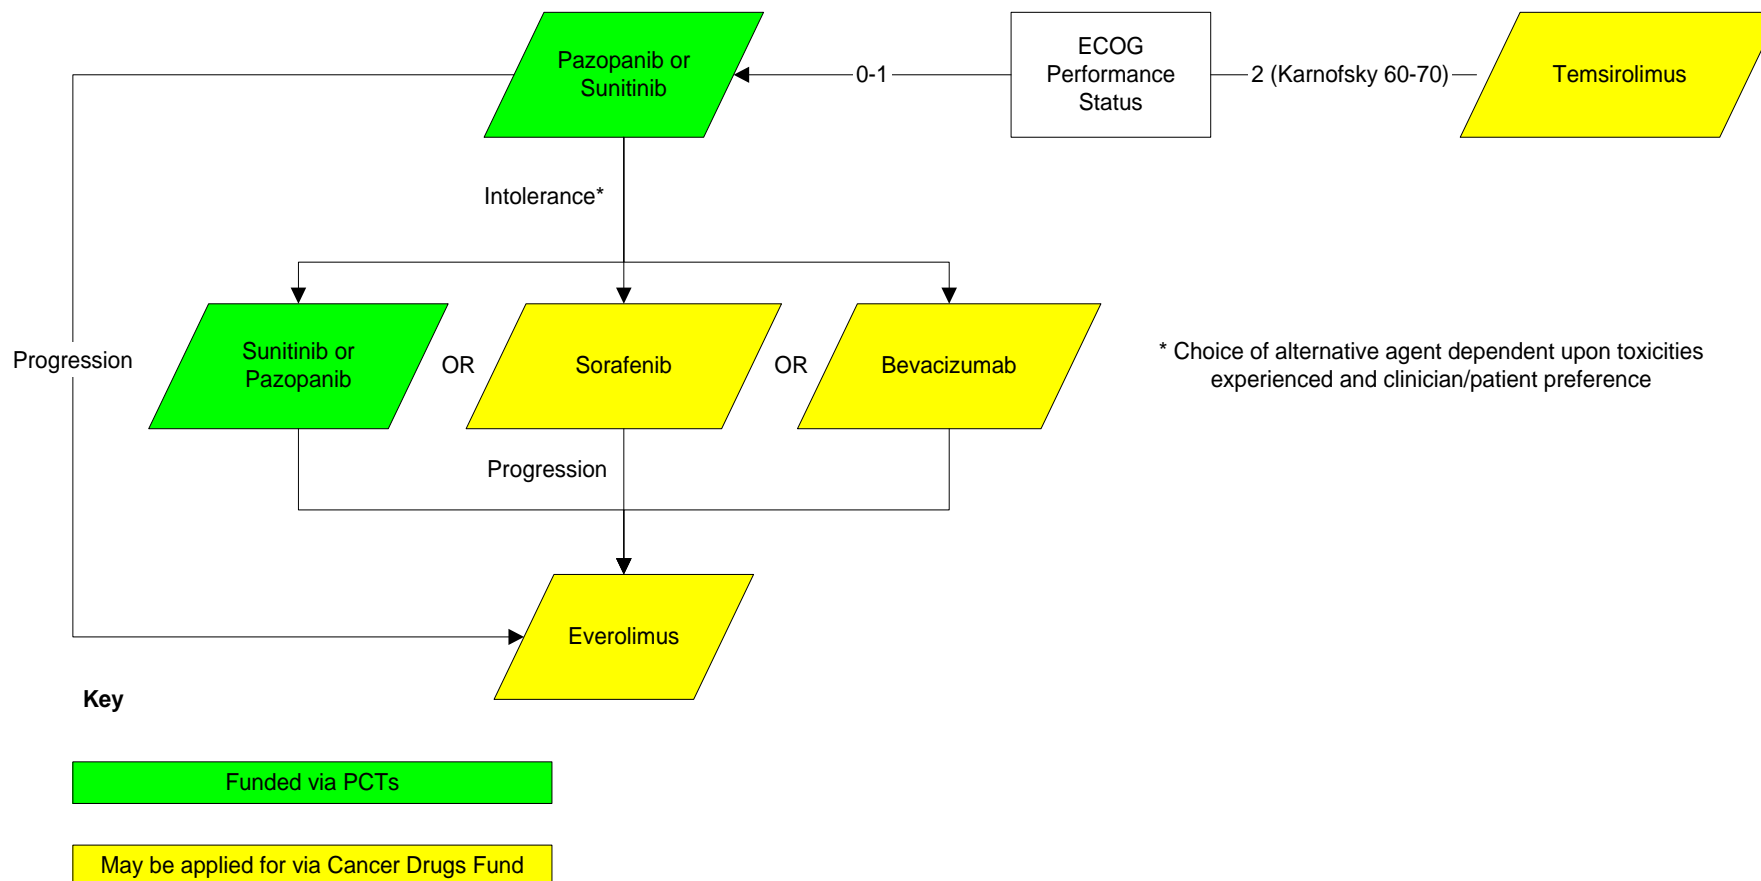 Pazopanib or
Sunitinib
0-1
ECOG
Performance
Status
2 (Karnofsky 60-70)
Temsirolimus
Intolerance*
Progression
Sunitinib or
Pazopanib
OR
Sorafenib
OR
Bevacizumab
* Choice of alternative agent dependent upon toxicities
experienced and clinician/patient preference
Progression
Everolimus
Key
Funded via PCTs
May be applied for via Cancer Drugs Fund